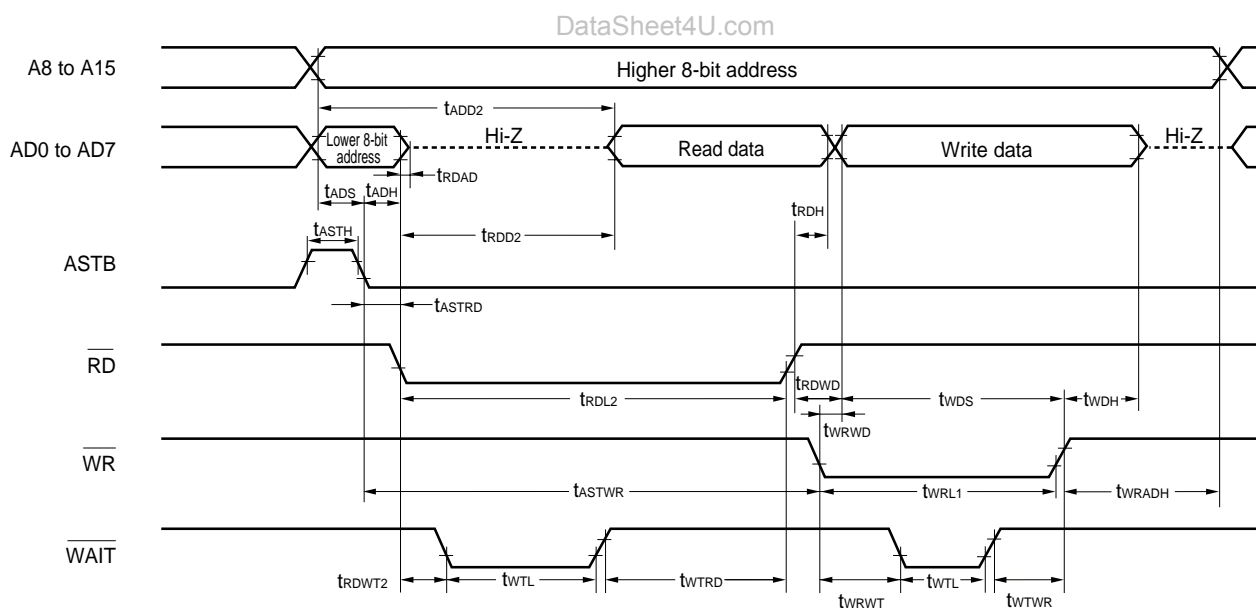 DataSheet4U.com
A8 to A15
Higher 8-bit address
tADD2
AD0 to AD7
Lower 8-bit
address
Hi-Z
Read data
Write data
Hi-Z
tRDAD
tADS
tADH
tRDH
tASTH
tRDD2
ASTB
tASTRD
RD
tRDWD
tRDL2
tWDS
tWDH
tWRWD
WR
tASTWR
tWRL1
tWRADH
WAIT
tRDWT2
tWTL
tWTRD
tWRWT
tWTL
tWTWR